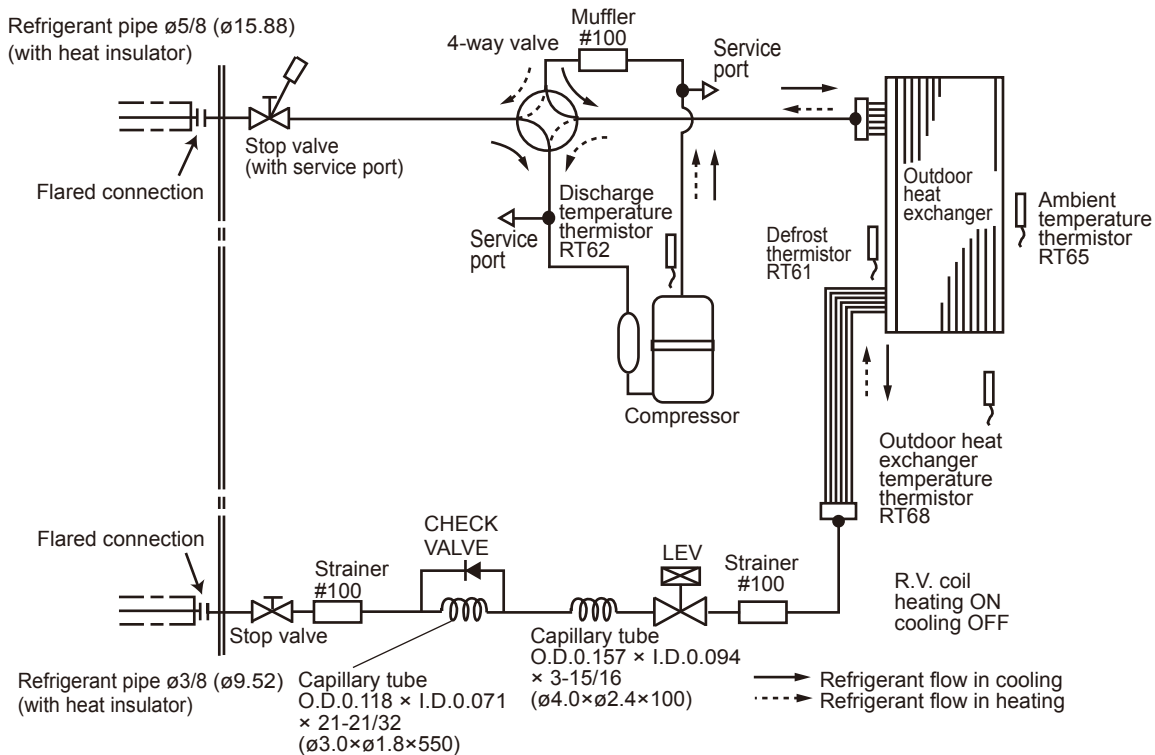 Refrigerant pipe ø5/8 (ø15.88)
(with heat insulator)
Flared connection
Stop valve
(with service port)
4-way valve
Muffler
#100
Service
port
Service
port
Discharge
temperature
thermistor
RT62
Compressor
Outdoor
heat
exchanger
Defrost
thermistor
RT61
Ambient
temperature
thermistor
RT65
Outdoor heat
exchanger
temperature
thermistor
RT68
Flared connection
Stop valve
Strainer
#100
CHECK
VALVE
LEV
Strainer
#100
R.V. coil
heating ON
cooling OFF
Refrigerant pipe ø3/8 (ø9.52)
(with heat insulator)
Capillary tube
O.D.0.118 × I.D.0.071
× 21-21/32
(ø3.0×ø1.8×550)
Capillary tube
O.D.0.157 × I.D.0.094
× 3-15/16
(ø4.0×ø2.4×100)
Refrigerant flow in cooling
Refrigerant flow in heating